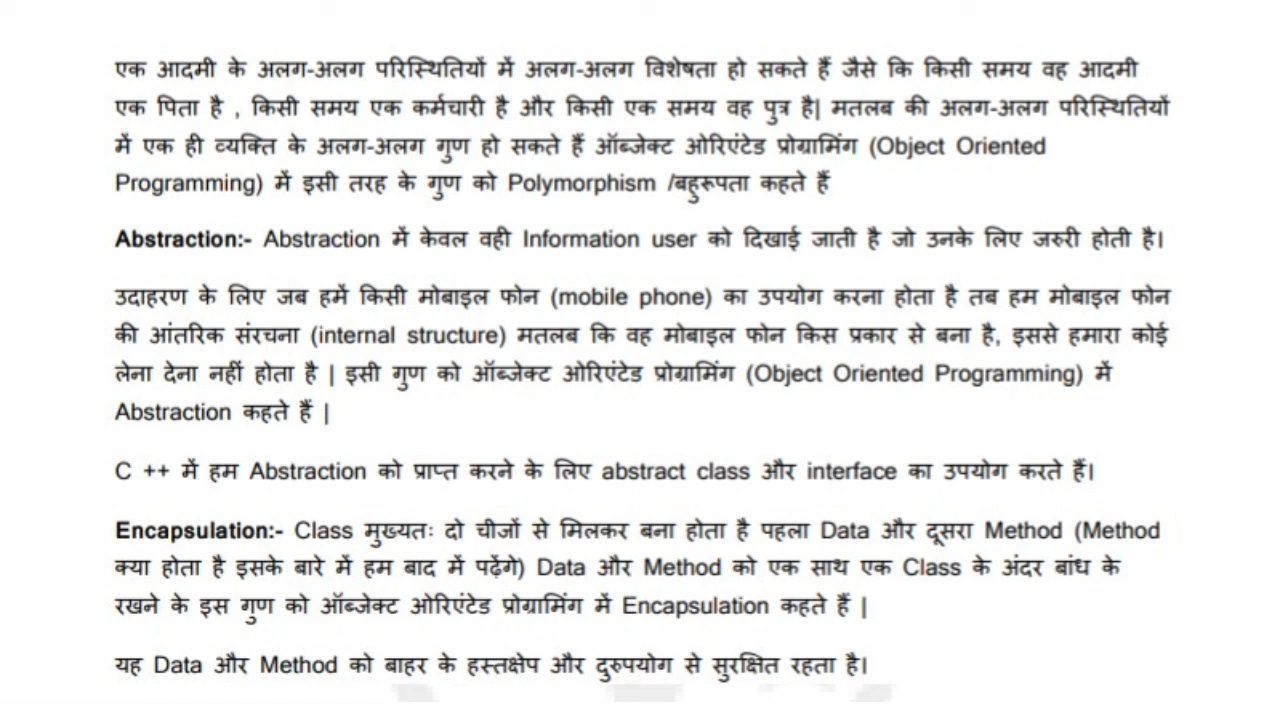 एक आदमी के अलग-अलग परिस्थितियों में अलग-अलग विशेषता हो सकते हैं जैसे कि किसी समय वह आदमी
एक पिता है , किसी समय एक कर्मचारी है और किसी एक समय वह पुत्र है| मतलब की अलग-अलग परिस्थितियों
में एक ही व्यक्ति के अलग-अलग गुण हो सकते हैं ऑब्जेक्ट ओरिएंटेड प्रोग्रामिंग (Object Oriented
Programming) में इसी तरह के गुण को Polymorphism /बहुरूपता कहते हैं
Abstraction:- Abstraction में केवल वही Information user को दिखाई जाती है जो उनके लिए जरुरी होती है।
उदाहरण के लिए जब हमें किसी मोबाइल फोन (mobile phone) का उपयोग करना होता है तब हम मोबाइल फोन
की आंतरिक संरचना (internal structure) मतलब कि वह मोबाइल फोन किस प्रकार से बना है, इससे हमारा कोई
लेना देना नहीं होता है | इसी गुण को ऑब्जेक्ट ओरिएंटेड प्रोग्रामिंग (Object Oriented Programming) में
Abstraction कहते हैं |
C ++ में हम Abstraction को प्राप्त करने के लिए abstract class और interface का उपयोग करते हैं।
Encapsulation:- Class मुख्यतः दो चीजों से मिलकर बना होता है पहला Data और दूसरा Method (Method
क्या होता है इसके बारे में हम बाद में पढ़ेंगे) Data और Method को एक साथ एक Class के अंदर बांध के
रखने के इस गुण को ऑब्जेक्ट ओरिएंटेड प्रोग्रामिंग में Encapsulation कहते हैं |
यह Data और Method को बाहर के हस्तक्षेप और दुरुपयोग से सुरक्षित रहता है।